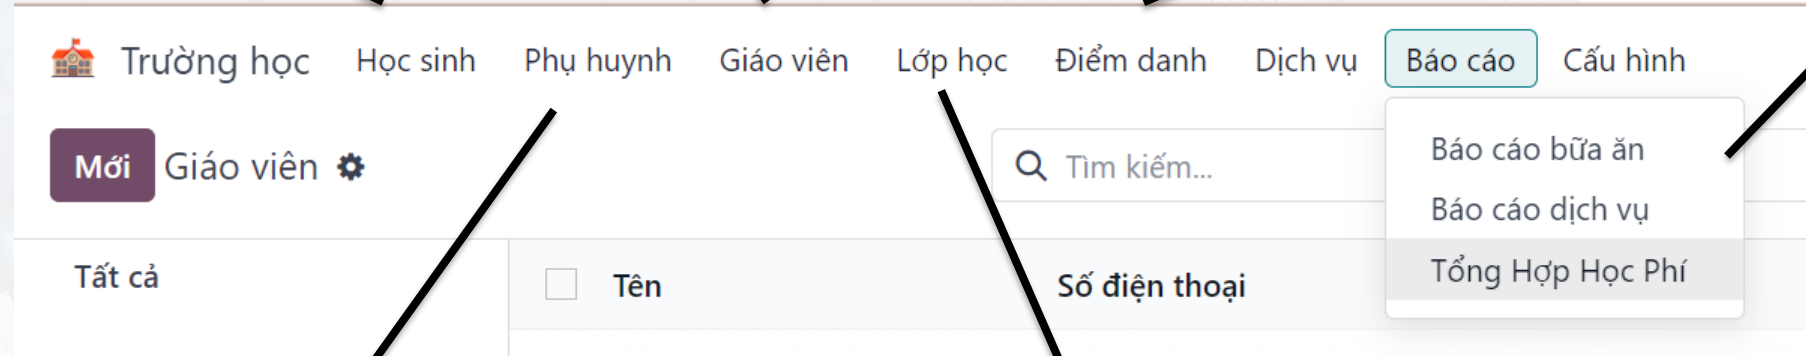 Trường học Học sinh Phụ huynh Giáo viên Lớp học Điểm danh Dịch vụ Báo cáo Cấu hình
Mới Giáo viên Tìm kiếm...
Báo cáo bữa ăn
Báo cáo dịch vụ
Tổng Hợp Học Phí
Tất cả
Tên Số điện thoại